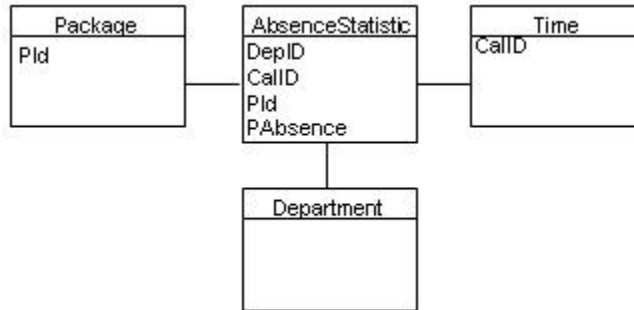 Package
PId
AbsenceStatistic
DepID
CalID
PId
PAbsence
Time
CalID
Department